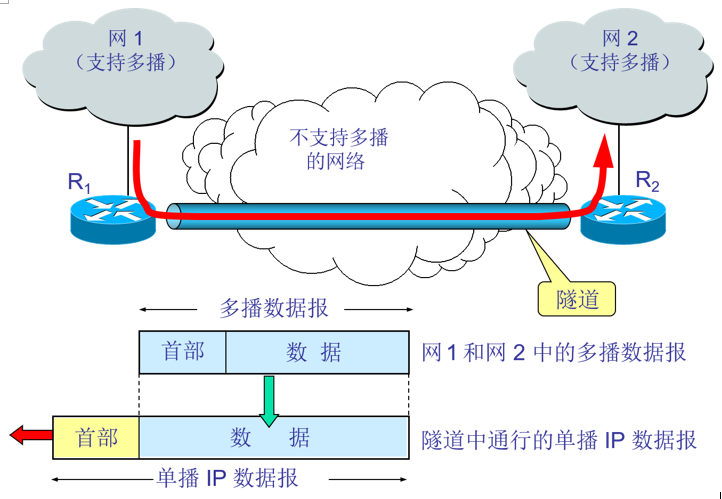 网 1
（支持多播）
网 2
（支持多播）
不支持多播
的网络
R1
R2
隧道
多播数据报
首部
数 据
网 1 和网 2 中的多播数据报
首部
数 据
隧道中通行的单播 IP 数据报
单播 IP 数据报